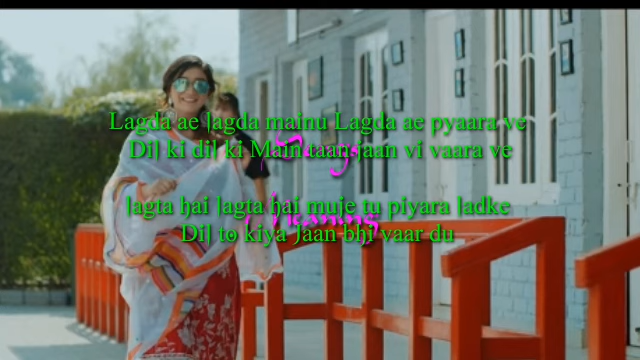 Lagda ae lagda mainu Lagda ae pyaara ve
Dil ki dil ki Main taan jaan vi vaara ve
Meaning
lagta hai lagta hai muje tu piyara ladke
Dil to kiya Jaan bhi vaar du